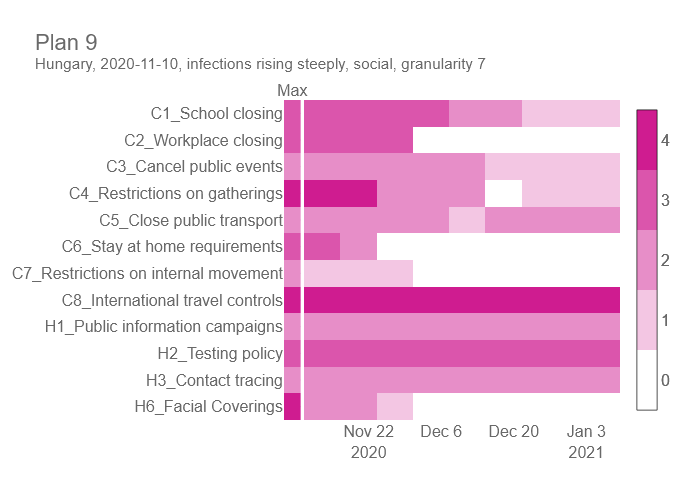 Plan 9
Hungary, 2020-11-10, infections rising steeply, social, granularity 7
Max
C1_School closing
C2_Workplace closing
C3_Cancel public events
C4_Restrictions on gatherings
C5_Close public transport
C6_Stay at home requirements
C7_Restrictions on internal movement
C8_International travel controls
H1_Public information campaigns
H2_Testing policy
H3_Contact tracing
H6_Facial Coverings
Nov 22 Dec 6 Dec 20 Jan 3
2020 2021
4
3
2
1
0